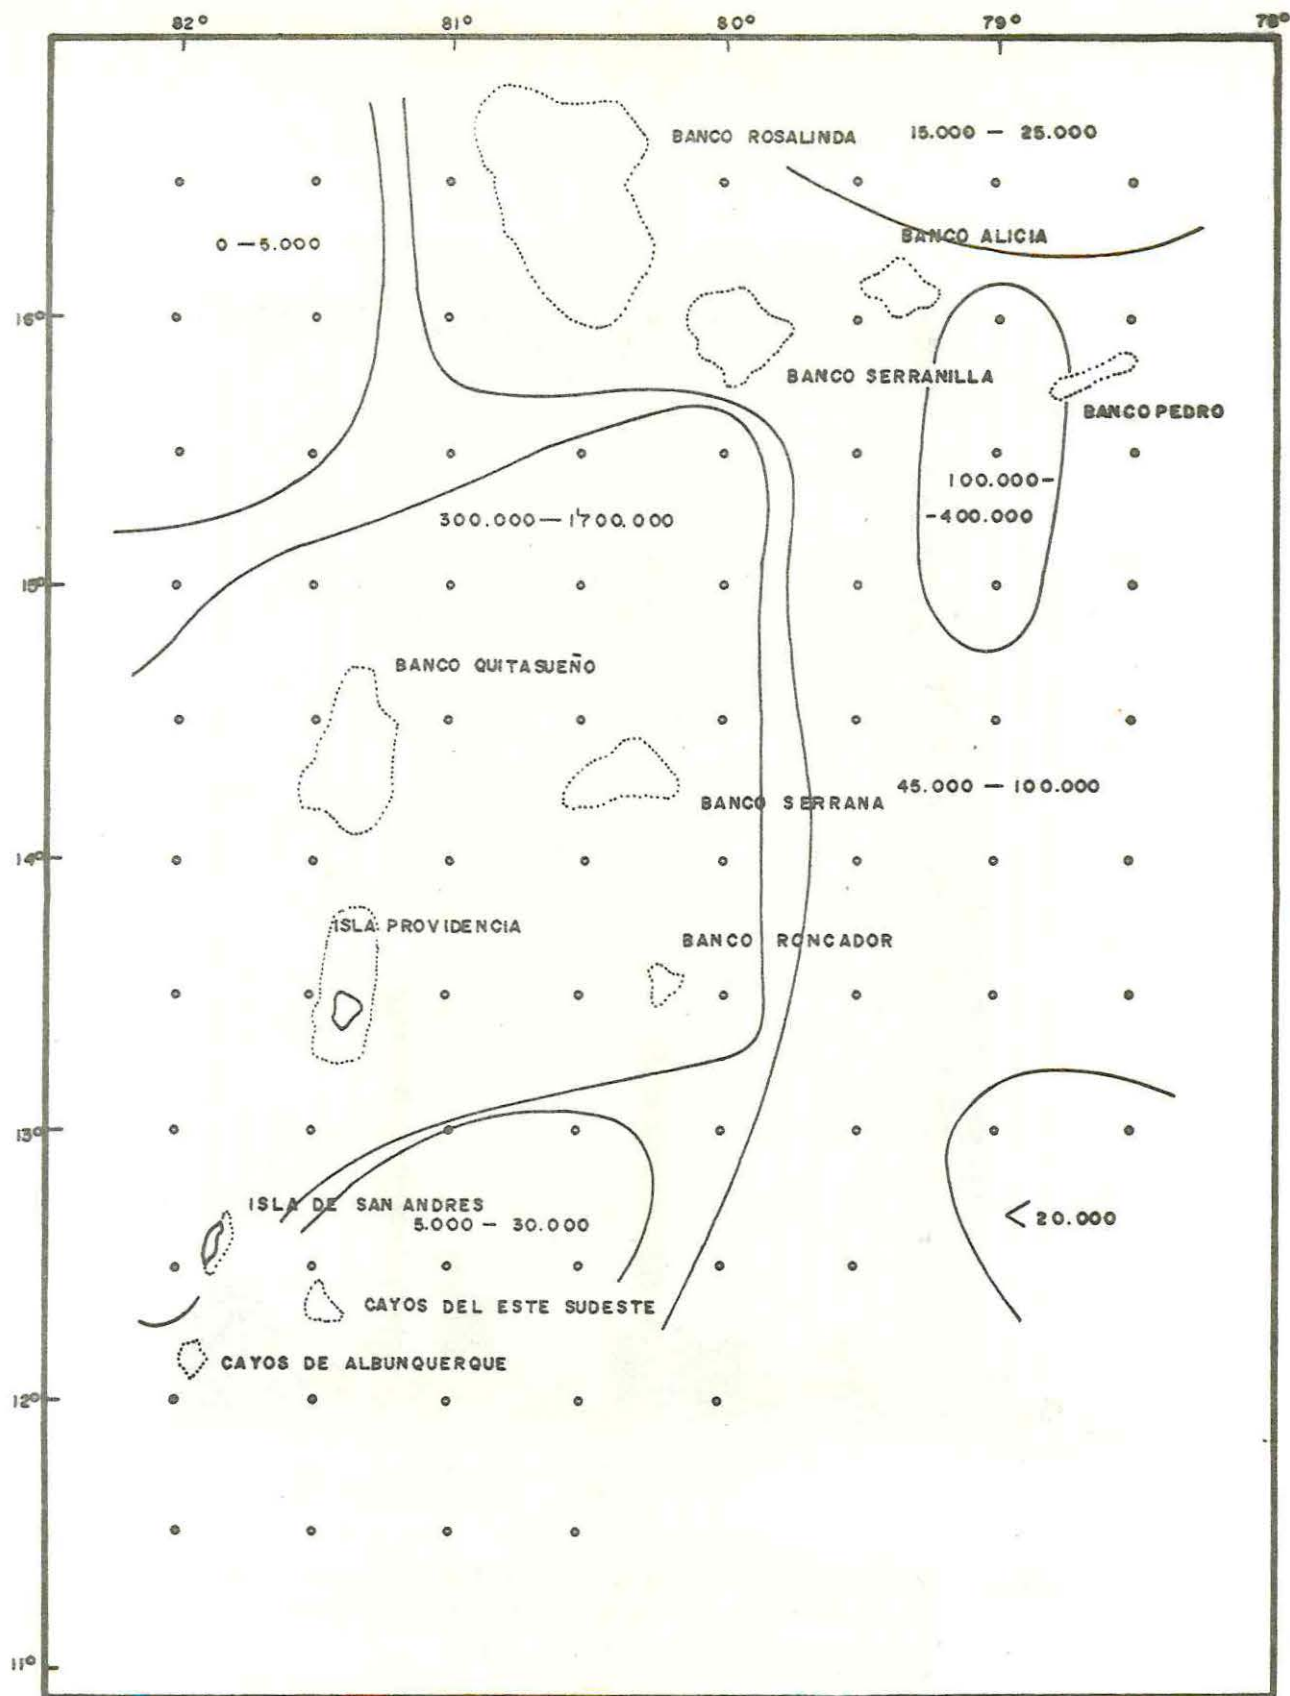 82° 81° 80° 79° 78°
BANCO ROSALINDA 15.000 — 25.000
0 — 5.000
BANCO ALICIA
16°
BANCO SERRANILLA
BANCO PEDRO
100.000-
300.000 — 1700.000
-400.000
15°
BANCO QUITASUEÑO
45.000 — 100.000
BANCO SERRANA
14°
ISLA PROVIDENCIA
BANCO RONCADOR
13°
ISLA DE SAN ANDRES
5.000 — 30.000
< 20.000
CAYOS DEL ESTE SUDESTE
CAYOS DE ALBUNQUERQUE
12°
11°